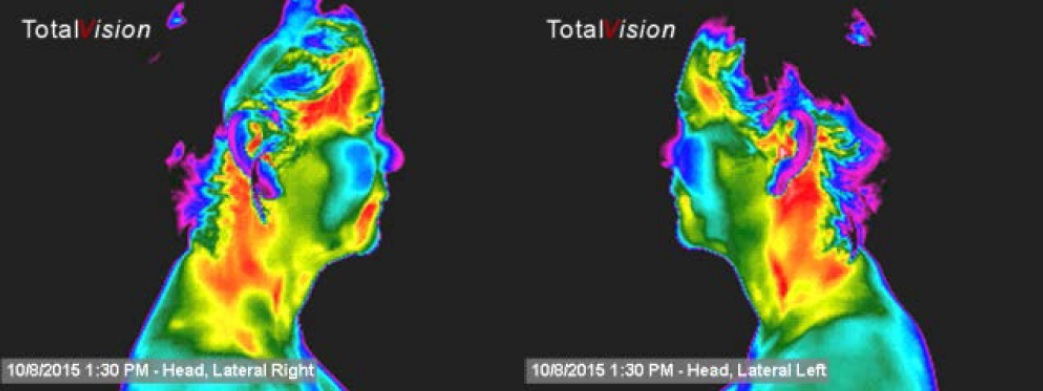 TotalVision
TotalVision
10/8/2015 1:30 PM - Head, Lateral Right
10/8/2015 1:30 PM - Head, Lateral Left